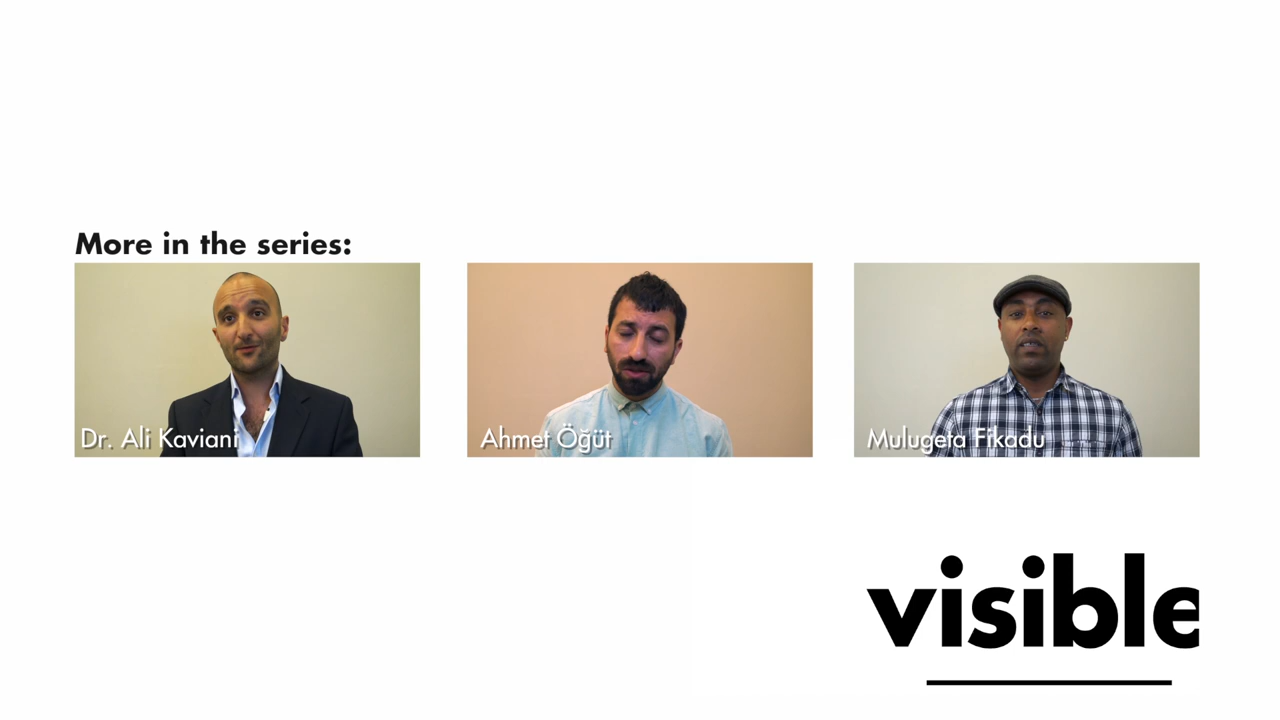 More in the series:
Dr. Ali Kaviani
Ahmet Öğüt
Mulugeta Fikadu
visible